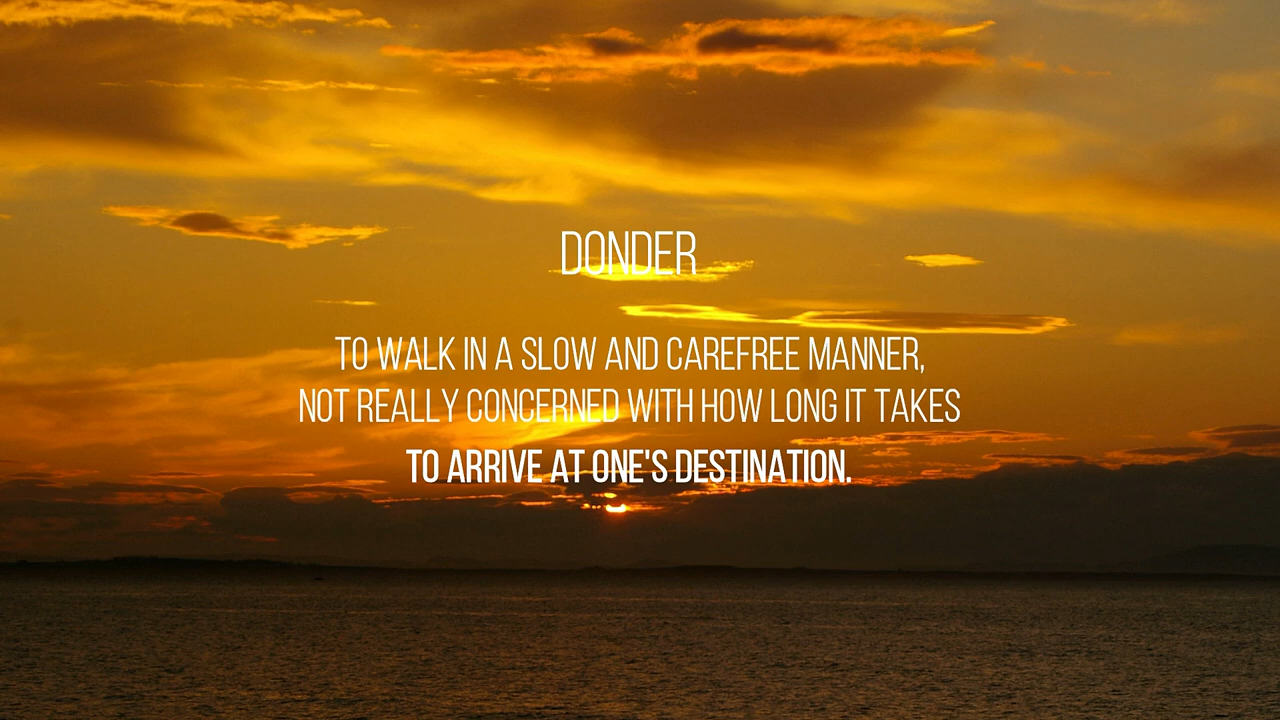 DONDER
TO WALK IN A SLOW AND CAREFREE MANNER,
NOT REALLY CONCERNED WITH HOW LONG IT TAKES
TO ARRIVE AT ONE'S DESTINATION.